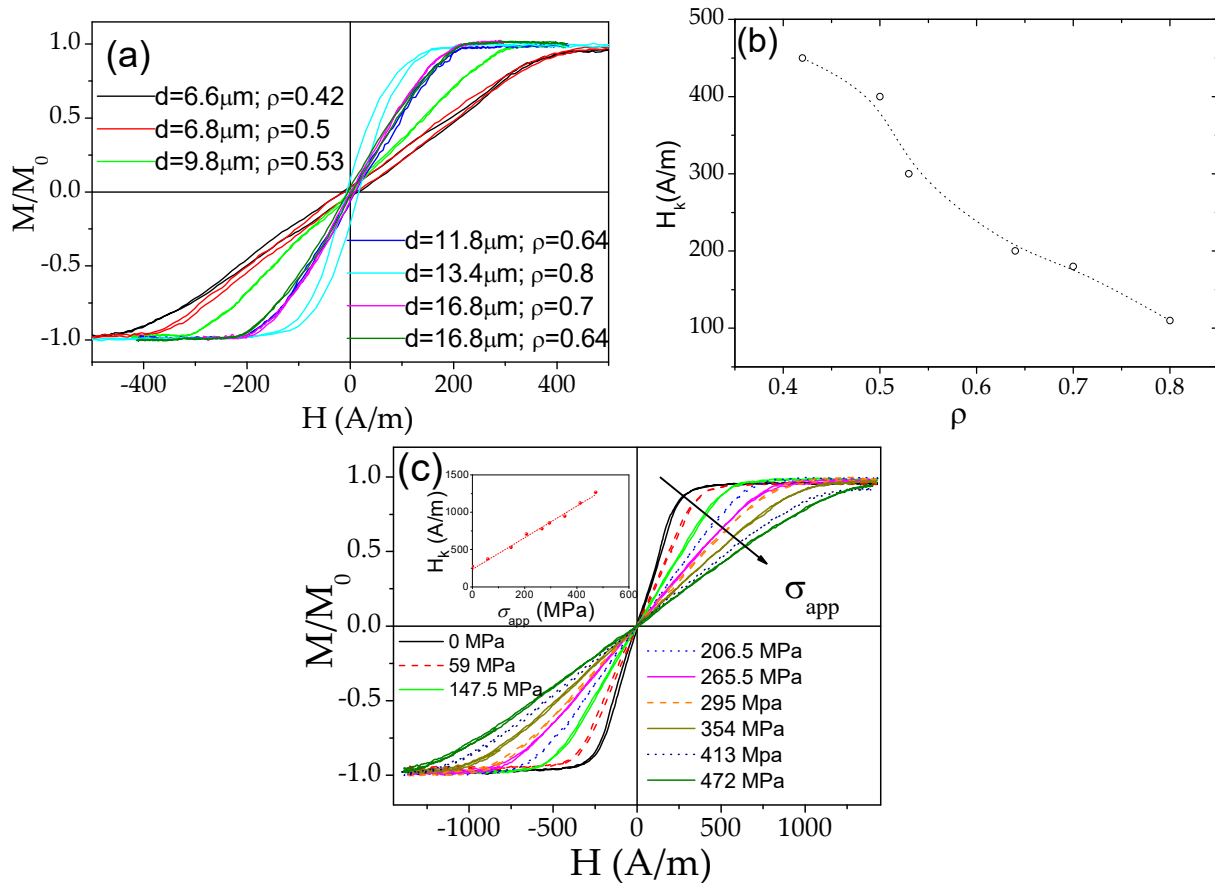 (a)
1.0
0.5
0.0
-0.5
-1.0
M/M0
d=6.6μm; ρ=0.42
d=6.8μm; ρ=0.5
d=9.8μm; ρ=0.53
d=11.8μm; ρ=0.64
d=13.4μm; ρ=0.8
d=16.8μm; ρ=0.7
d=16.8μm; ρ=0.64
-400 -200 0 200 400
H (A/m)
(b)
500
400
300
200
100
Hk(A/m)
0.4 0.5 0.6 0.7 0.8
ρ
(c)
1.0
0.5
0.0
-0.5
-1.0
M/M0
1500
1250
1000
750
500
250
0
Hk (A/m)
0 200 400 600
σapp (MPa)
σapp
0 MPa
59 MPa
147.5 MPa
206.5 MPa
265.5 MPa
295 Mpa
354 MPa
413 Mpa
472 MPa
-1000 -500 0 500 1000
H (A/m)